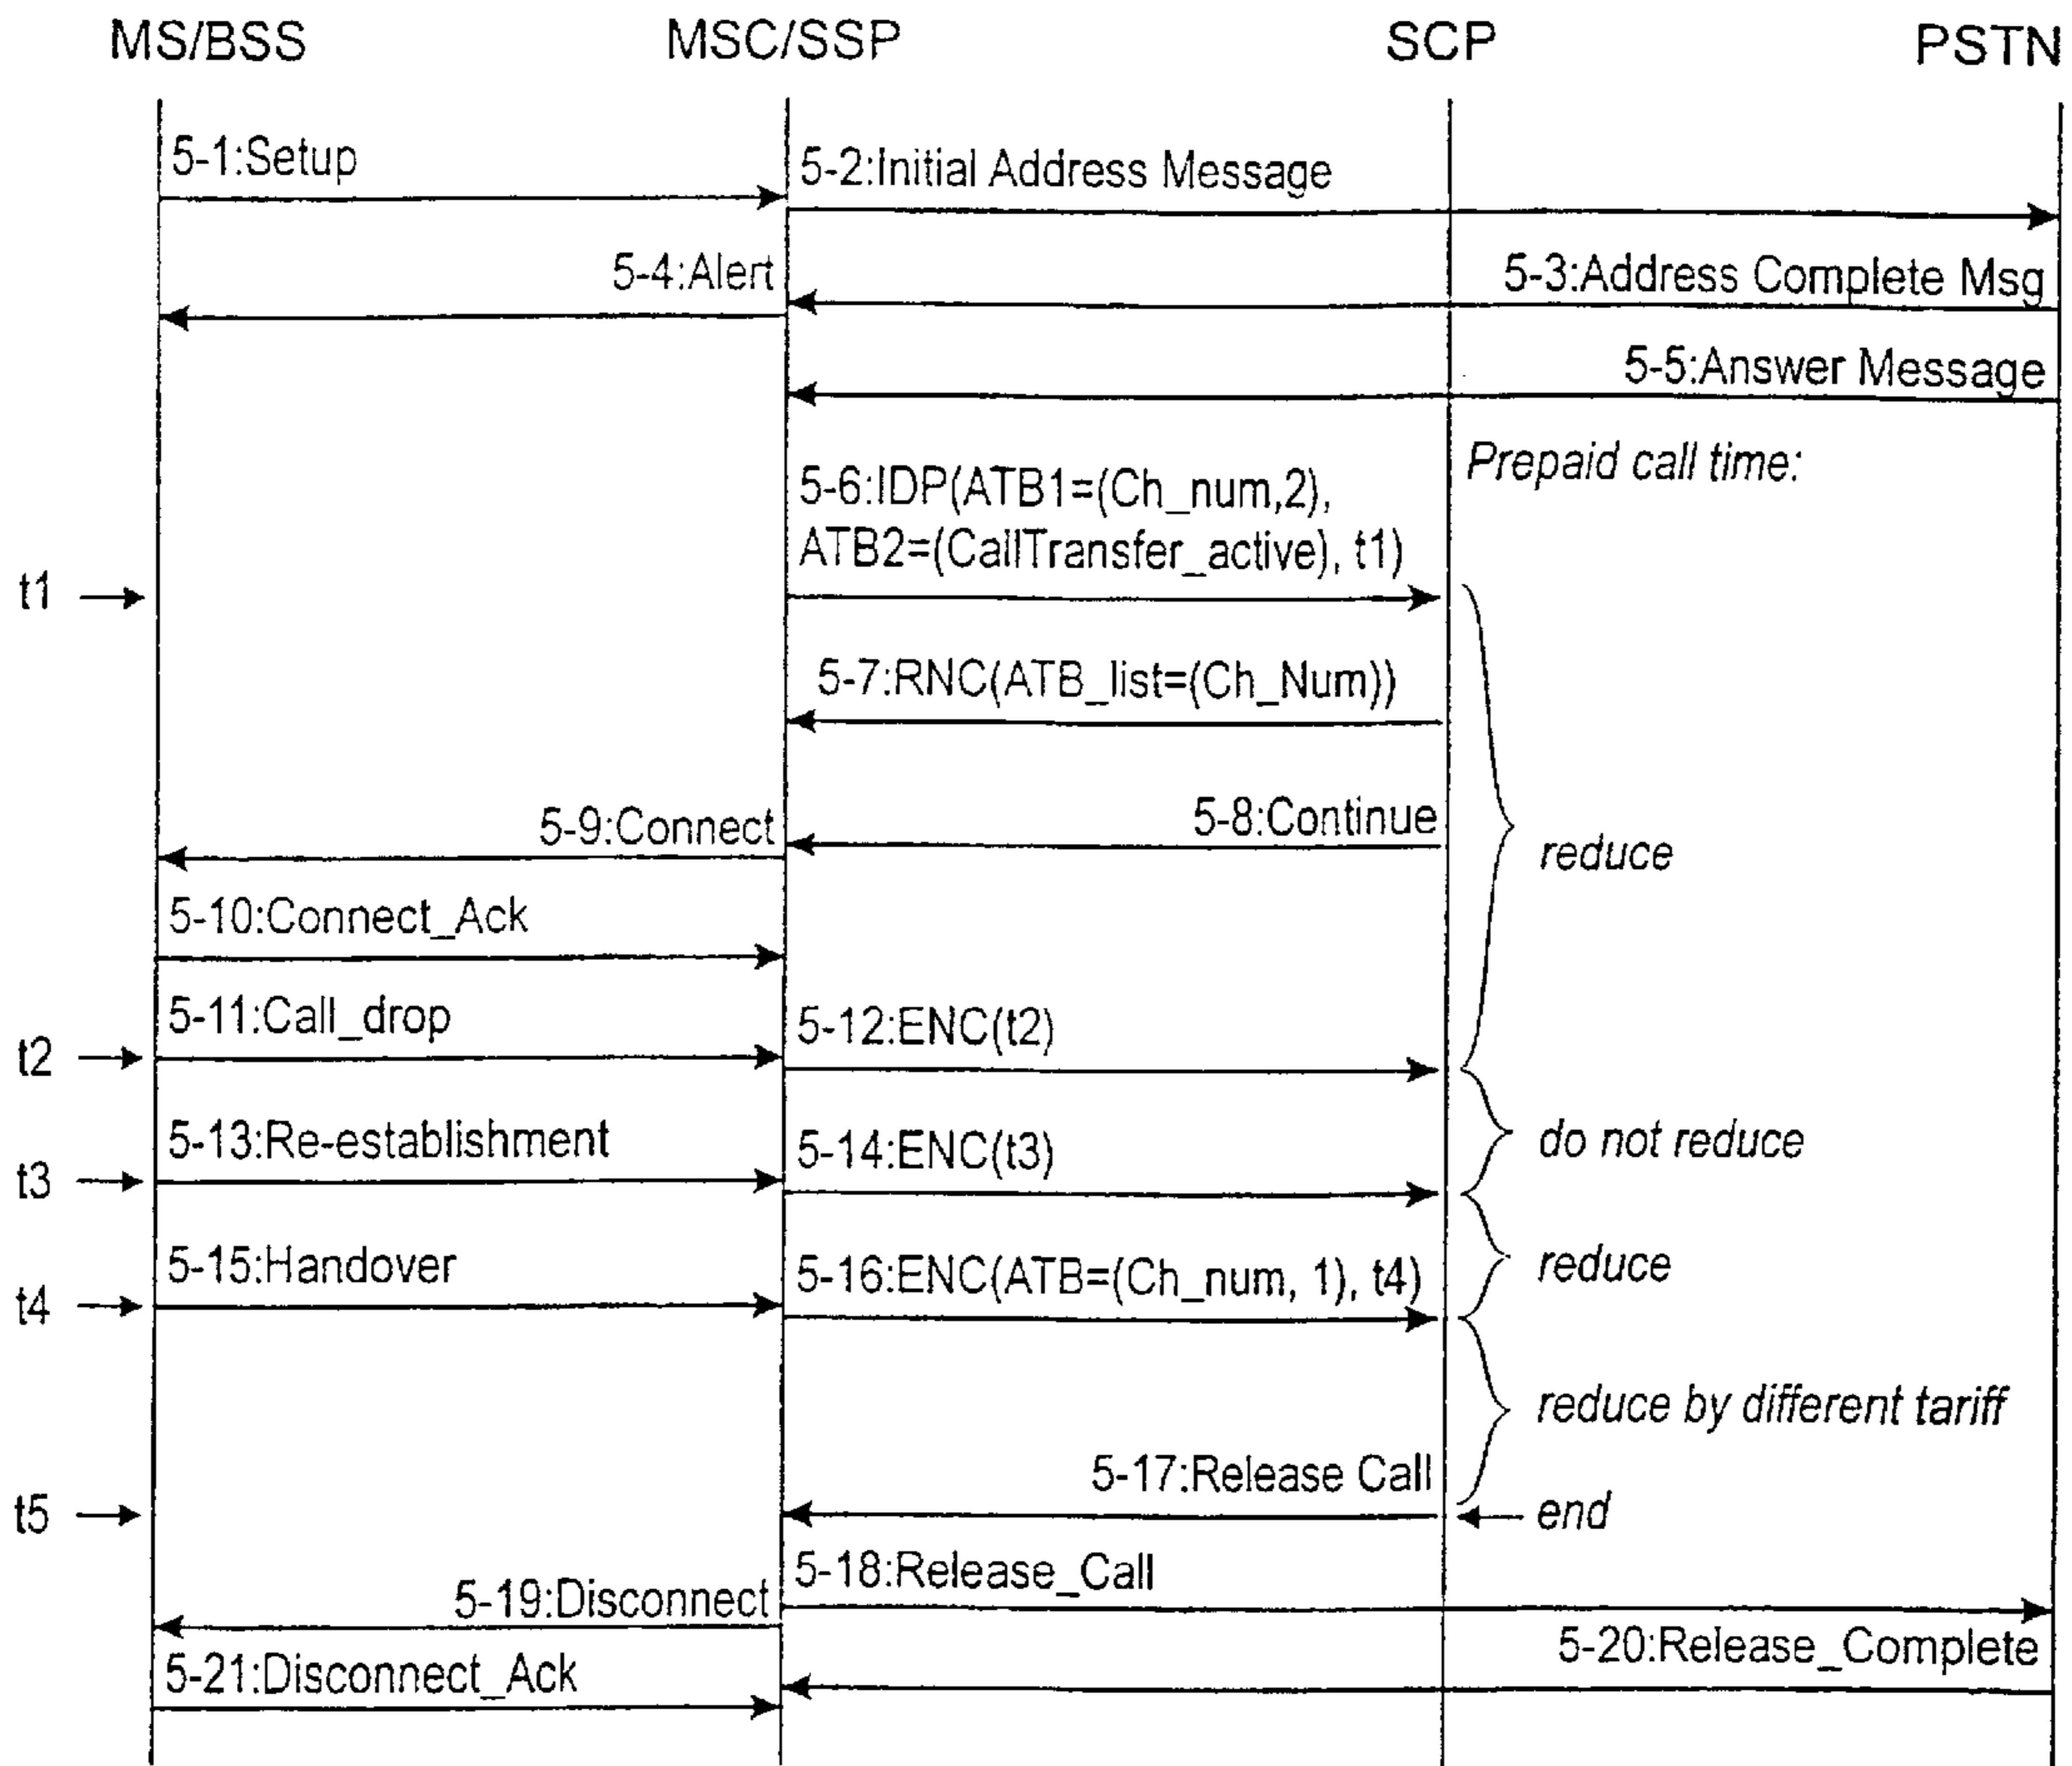 MS/BSS MSC/SSP SCP PSTN
5-1:Setup
5-2:Initial Address Message
5-4:Alert
5-3:Address Complete Msg
5-5:Answer Message
Prepaid call time:
5-6:IDP(ATB1=(Ch_num,2),
ATB2=(CallTransfer_active), t1)
t1
5-7:RNC(ATB_list=(Ch_Num))
5-9:Connect
5-8:Continue
reduce
5-10:Connect_Ack
5-11:Call_drop
5-12:ENC(t2)
t2
5-13:Re-establishment
5-14:ENC(t3)
do not reduce
t3
5-15:Handover
5-16:ENC(ATB=(Ch_num, 1), t4)
reduce
t4
reduce by different tariff
5-17:Release Call
t5
end
5-18:Release_Call
5-19:Disconnect
5-20:Release_Complete
5-21:Disconnect_Ack